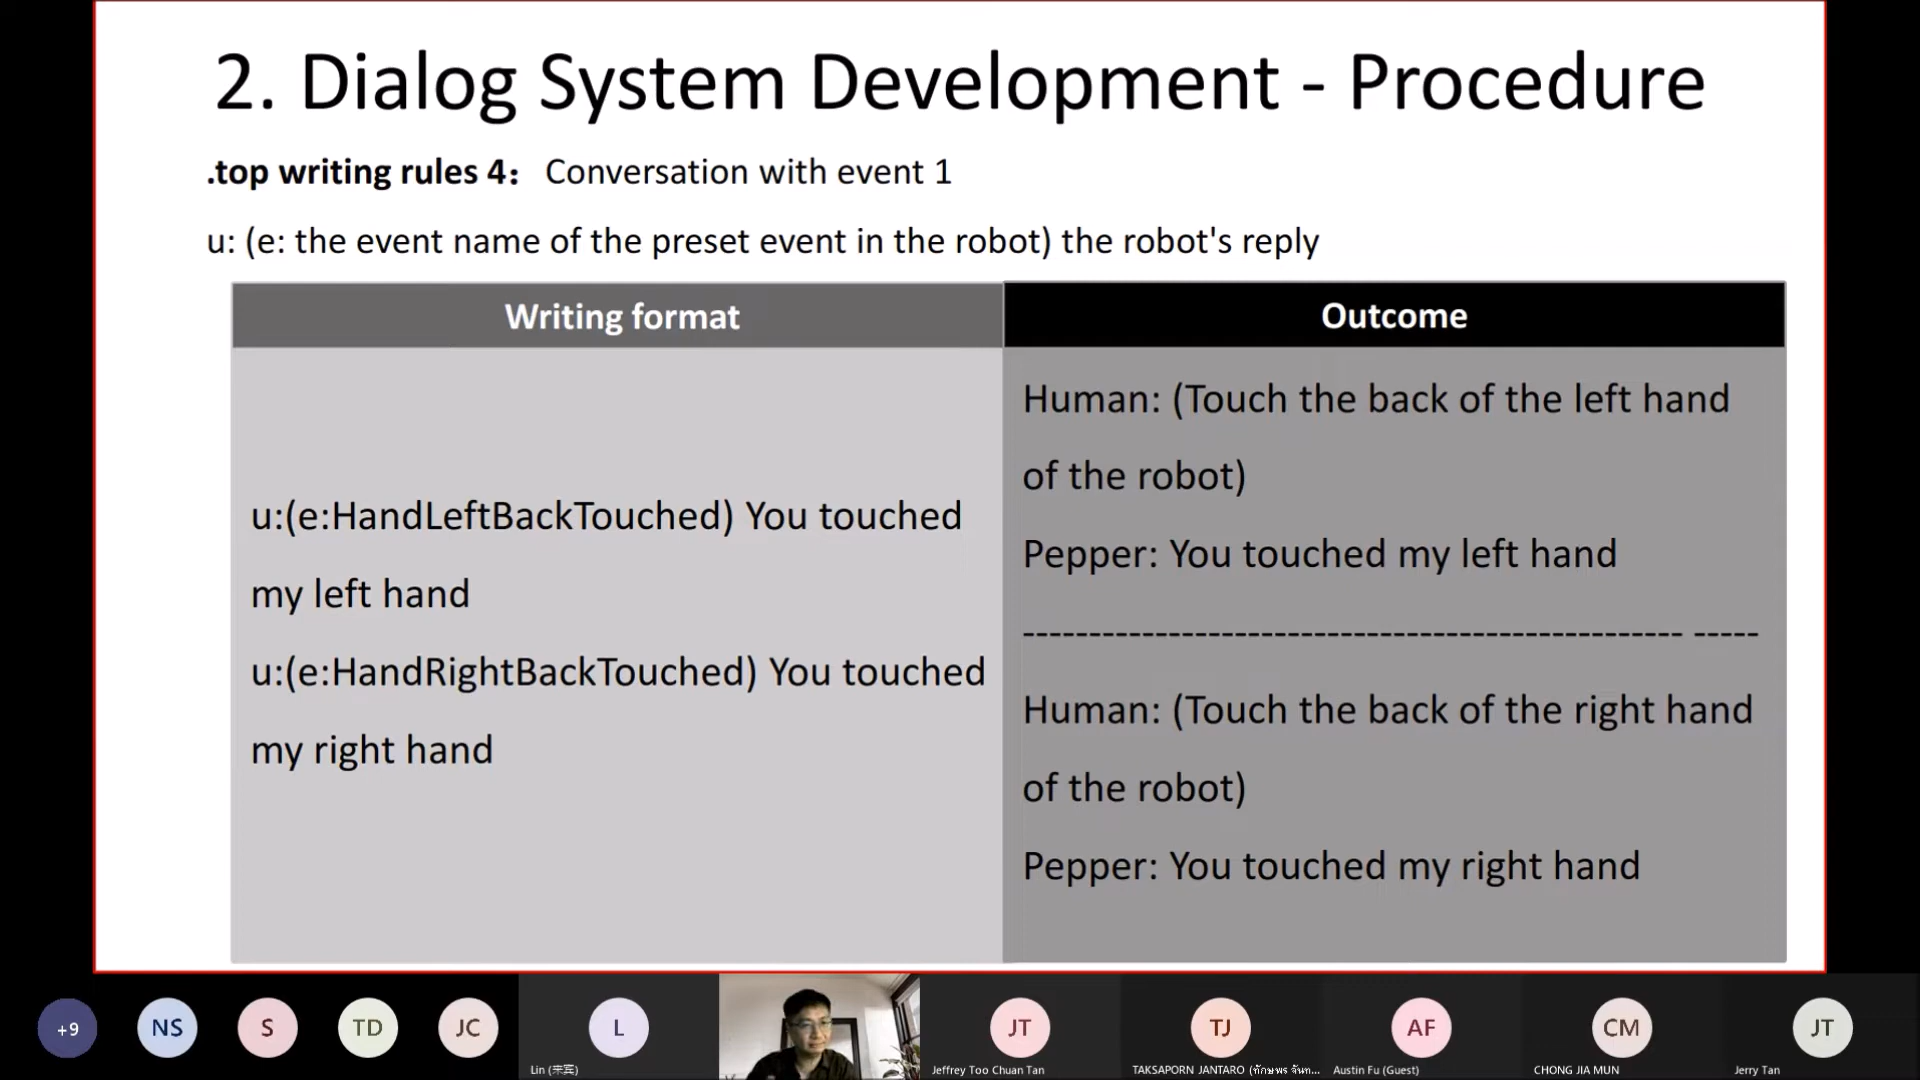 2. Dialog System Development - Procedure
.top writing rules 4： Conversation with event 1
u: (e: the event name of the preset event in the robot) the robot's reply
Writing format
u:(e:HandLeftBackTouched) You touched
my left hand
u:(e:HandRightBackTouched) You touched
my right hand
Outcome
Human: (Touch the back of the left hand
of the robot)
Pepper: You touched my left hand
-------------------------------------------------- -----
Human: (Touch the back of the right hand
of the robot)
Pepper: You touched my right hand
+9
NS
S
TD
JC
L
Lin (来宾)
JT
Jeffrey Too Chuan Tan
TJ
TAKSAPORN JANTARO (ทักษพร จันท...
AF
Austin Fu (Guest)
CM
CHONG JIA MUN
JT
Jerry Tan